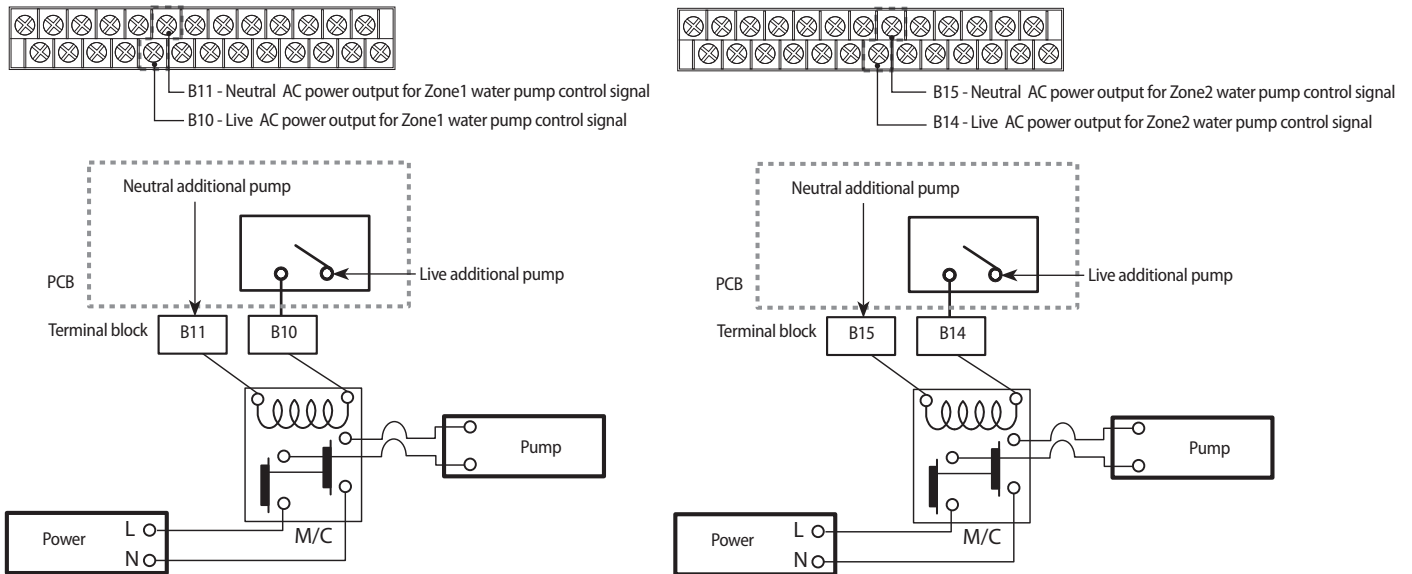 B11 - Neutral AC power output for Zone1 water pump control signal
B10 - Live AC power output for Zone1 water pump control signal
Neutral additional pump
Live additional pump
PCB
Terminal block
B11
B10
Pump
Power
L
N
M/C
B15 - Neutral AC power output for Zone2 water pump control signal
B14 - Live AC power output for Zone2 water pump control signal
Neutral additional pump
Live additional pump
PCB
Terminal block
B15
B14
Pump
Power
L
N
M/C